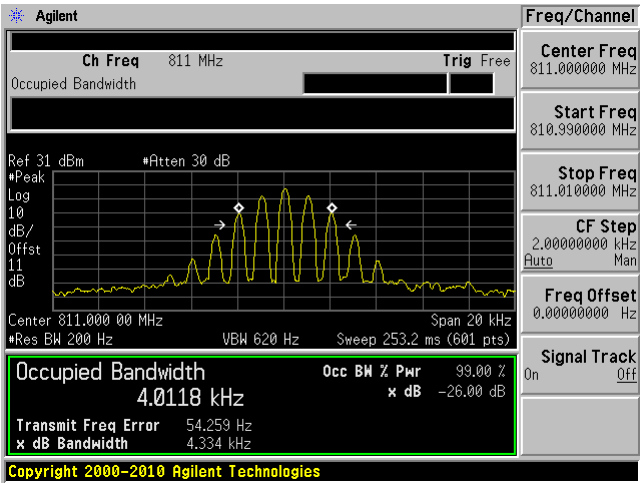 Agilent
Freq/Channel
Ch Freq 811 MHz Trig Free
Occupied Bandwidth
Center Freq
811.000000 MHz
Start Freq
810.990000 MHz
Stop Freq
811.010000 MHz
CF Step
2.00000000 kHz
Auto Man
Freq Offset
0.00000000 Hz
Signal Track
On Off
Ref 31 dBm #Atten 30 dB
#Peak
Log
10
dB/
Offst
11
dB
Center 811.000 00 MHz Span 20 kHz
#Res BW 200 Hz VBW 620 Hz Sweep 253.2 ms (601 pts)
Occupied Bandwidth Occ BW % Pwr 99.00 %
4.0118 kHz x dB -26.00 dB
Transmit Freq Error 54.259 Hz
x dB Bandwidth 4.334 kHz
Copyright 2000-2010 Agilent Technologies